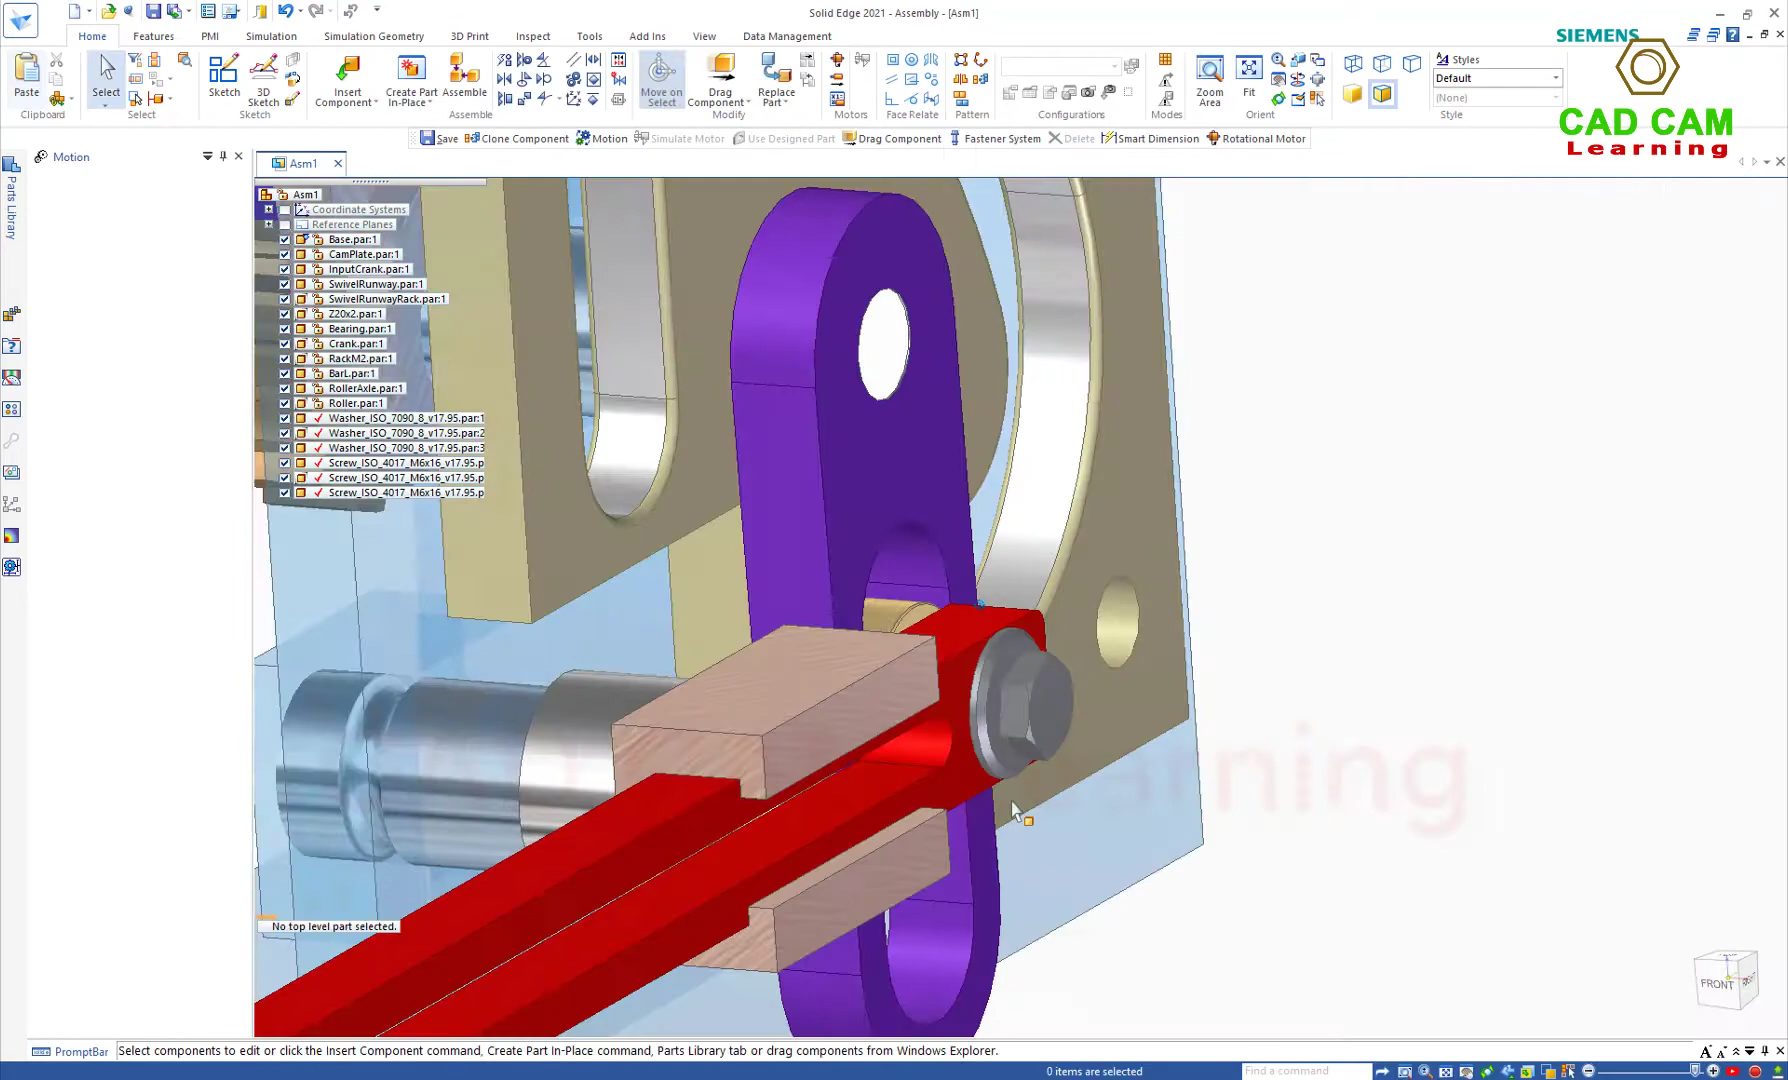 Solid Edge 2021 - Assembly - [Asm1]
Home Features PMI Simulation Simulation Geometry 3D Print Inspect Tools Add Ins View Data Management
SIEMENS
Paste
Clipboard
Select
Select
Sketch
3D Sketch
Sketch
Insert Component
Create Part In-Place
Assemble
Assemble
Move on Select
Drag Component
Replace Part
Modify
Motors
Face Relate
Pattern
Configurations
Modes
Zoom Area
Fit
Orient
Styles
Default
(None)
Style
CAD CAM
Learning
Save Clone Component Motion Simulate Motor Use Designed Part Drag Component Fastener System Delete Smart Dimension Rotational Motor
Motion
Asm1
Parts Library
Asm1
Coordinate Systems
Reference Planes
Base.par:1
CamPlate.par:1
InputCrank.par:1
SwivelRunway.par:1
SwivelRunwayRack.par:1
Z20x2.par:1
Bearing.par:1
Crank.par:1
RackM2.par:1
BarL.par:1
RollerAxle.par:1
Roller.par:1
Washer_ISO_7090_8_v17.95.par:1
Washer_ISO_7090_8_v17.95.par:2
Washer_ISO_7090_8_v17.95.par:3
Screw_ISO_4017_M6x16_v17.95.p
Screw_ISO_4017_M6x16_v17.95.p
Screw_ISO_4017_M6x16_v17.95.p
No top level part selected.
FRONT
PromptBar
Select components to edit or click the Insert Component command, Create Part In-Place command, Parts Library tab or drag components from Windows Explorer.
0 items are selected
Find a command